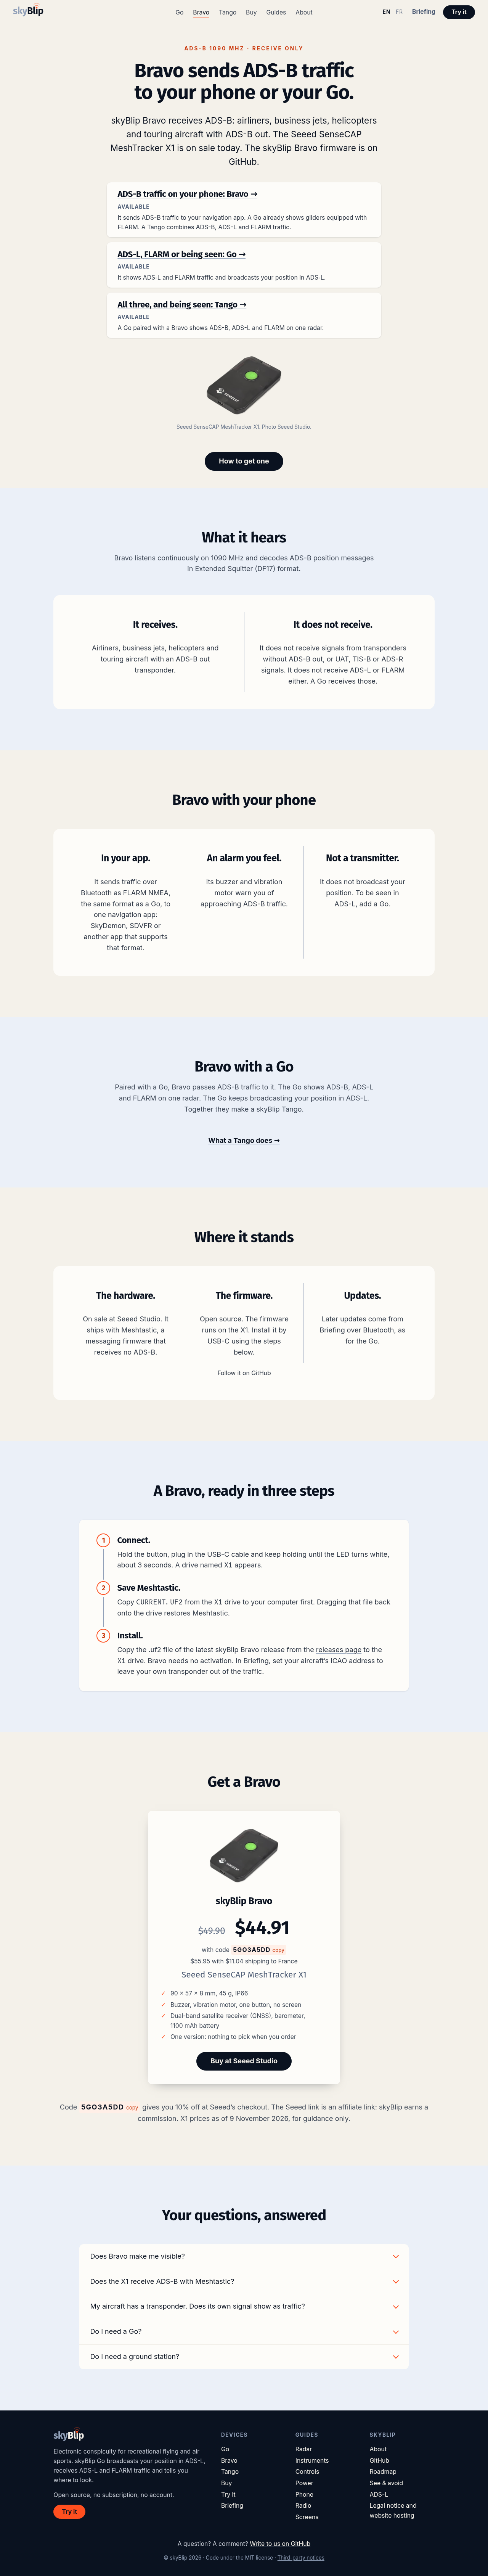 skyBlip
Go Bravo Tango Buy Guides About
EN FR Briefing Try it
ADS-B 1090 MHZ · RECEIVE ONLY
Bravo sends ADS-B traffic
to your phone or your Go.
skyBlip Bravo receives ADS-B: airliners, business jets, helicopters
and touring aircraft with ADS-B out. The Seeed SenseCAP
MeshTracker X1 is on sale today. The skyBlip Bravo firmware is on
GitHub.
ADS-B traffic on your phone: Bravo →
AVAILABLE
It sends ADS-B traffic to your navigation app. A Go already shows gliders equipped with
FLARM. A Tango combines ADS-B, ADS-L and FLARM traffic.
ADS-L, FLARM or being seen: Go →
AVAILABLE
It shows ADS-L and FLARM traffic and broadcasts your position in ADS-L.
All three, and being seen: Tango →
AVAILABLE
A Go paired with a Bravo shows ADS-B, ADS-L and FLARM on one radar.
Seeed SenseCAP MeshTracker X1. Photo Seeed Studio.
How to get one
What it hears
Bravo listens continuously on 1090 MHz and decodes ADS-B position messages
in Extended Squitter (DF17) format.
It receives.
Airliners, business jets, helicopters and
touring aircraft with an ADS-B out
transponder.
It does not receive.
It does not receive signals from transponders
without ADS-B out, or UAT, TIS-B or ADS-R
signals. It does not receive ADS-L or FLARM
either. A Go receives those.
Bravo with your phone
In your app.
It sends traffic over
Bluetooth as FLARM NMEA,
the same format as a Go, to
one navigation app:
SkyDemon, SDVFR or
another app that supports
that format.
An alarm you feel.
Its buzzer and vibration
motor warn you of
approaching ADS-B traffic.
Not a transmitter.
It does not broadcast your
position. To be seen in
ADS-L, add a Go.
Bravo with a Go
Paired with a Go, Bravo passes ADS-B traffic to it. The Go shows ADS-B, ADS-L
and FLARM on one radar. The Go keeps broadcasting your position in ADS-L.
Together they make a skyBlip Tango.
What a Tango does →
Where it stands
The hardware.
On sale at Seeed Studio. It
ships with Meshtastic, a
messaging firmware that
receives no ADS-B.
The firmware.
Open source. The firmware
runs on the X1. Install it by
USB-C using the steps
below.
Follow it on GitHub
Updates.
Later updates come from
Briefing over Bluetooth, as
for the Go.
A Bravo, ready in three steps
1 Connect.
Hold the button, plug in the USB-C cable and keep holding until the LED turns white,
about 3 seconds. A drive named X1 appears.
2 Save Meshtastic.
Copy CURRENT.UF2 from the X1 drive to your computer first. Dragging that file back
onto the drive restores Meshtastic.
3 Install.
Copy the .uf2 file of the latest skyBlip Bravo release from the releases page to the
X1 drive. Bravo needs no activation. In Briefing, set your aircraft's ICAO address to
leave your own transponder out of the traffic.
Get a Bravo
skyBlip Bravo
$49.90 $44.91
with code 5GO3A5DD copy
$55.95 with $11.04 shipping to France
Seeed SenseCAP MeshTracker X1
✓ 90 × 57 × 8 mm, 45 g, IP66
✓ Buzzer, vibration motor, one button, no screen
✓ Dual-band satellite receiver (GNSS), barometer,
1100 mAh battery
✓ One version: nothing to pick when you order
Buy at Seeed Studio
Code 5GO3A5DD copy gives you 10% off at Seeed's checkout. The Seeed link is an affiliate link: skyBlip earns a
commission. X1 prices as of 9 November 2026, for guidance only.
Your questions, answered
Does Bravo make me visible?
Does the X1 receive ADS-B with Meshtastic?
My aircraft has a transponder. Does its own signal show as traffic?
Do I need a Go?
Do I need a ground station?
skyBlip
Electronic conspicuity for recreational flying and air
sports. skyBlip Go broadcasts your position in ADS-L,
receives ADS-L and FLARM traffic and tells you
where to look.
Open source, no subscription, no account.
Try it
DEVICES
Go
Bravo
Tango
Buy
Try it
Briefing
GUIDES
Radar
Instruments
Controls
Power
Phone
Radio
Screens
SKYBLIP
About
GitHub
Roadmap
See & avoid
ADS-L
Legal notice and
website hosting
A question? A comment? Write to us on GitHub
© skyBlip 2026 · Code under the MIT license · Third-party notices